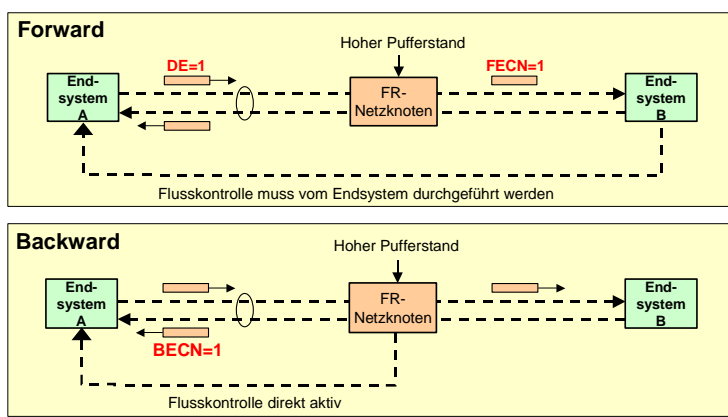 Forward
Hoher Pufferstand
DE=1
FECN=1
End-
system
A
FR-
Netzknoten
End-
system
B
Flusskontrolle muss vom Endsystem durchgeführt werden
Backward
Hoher Pufferstand
End-
system
A
FR-
Netzknoten
End-
system
B
BECN=1
Flusskontrolle direkt aktiv